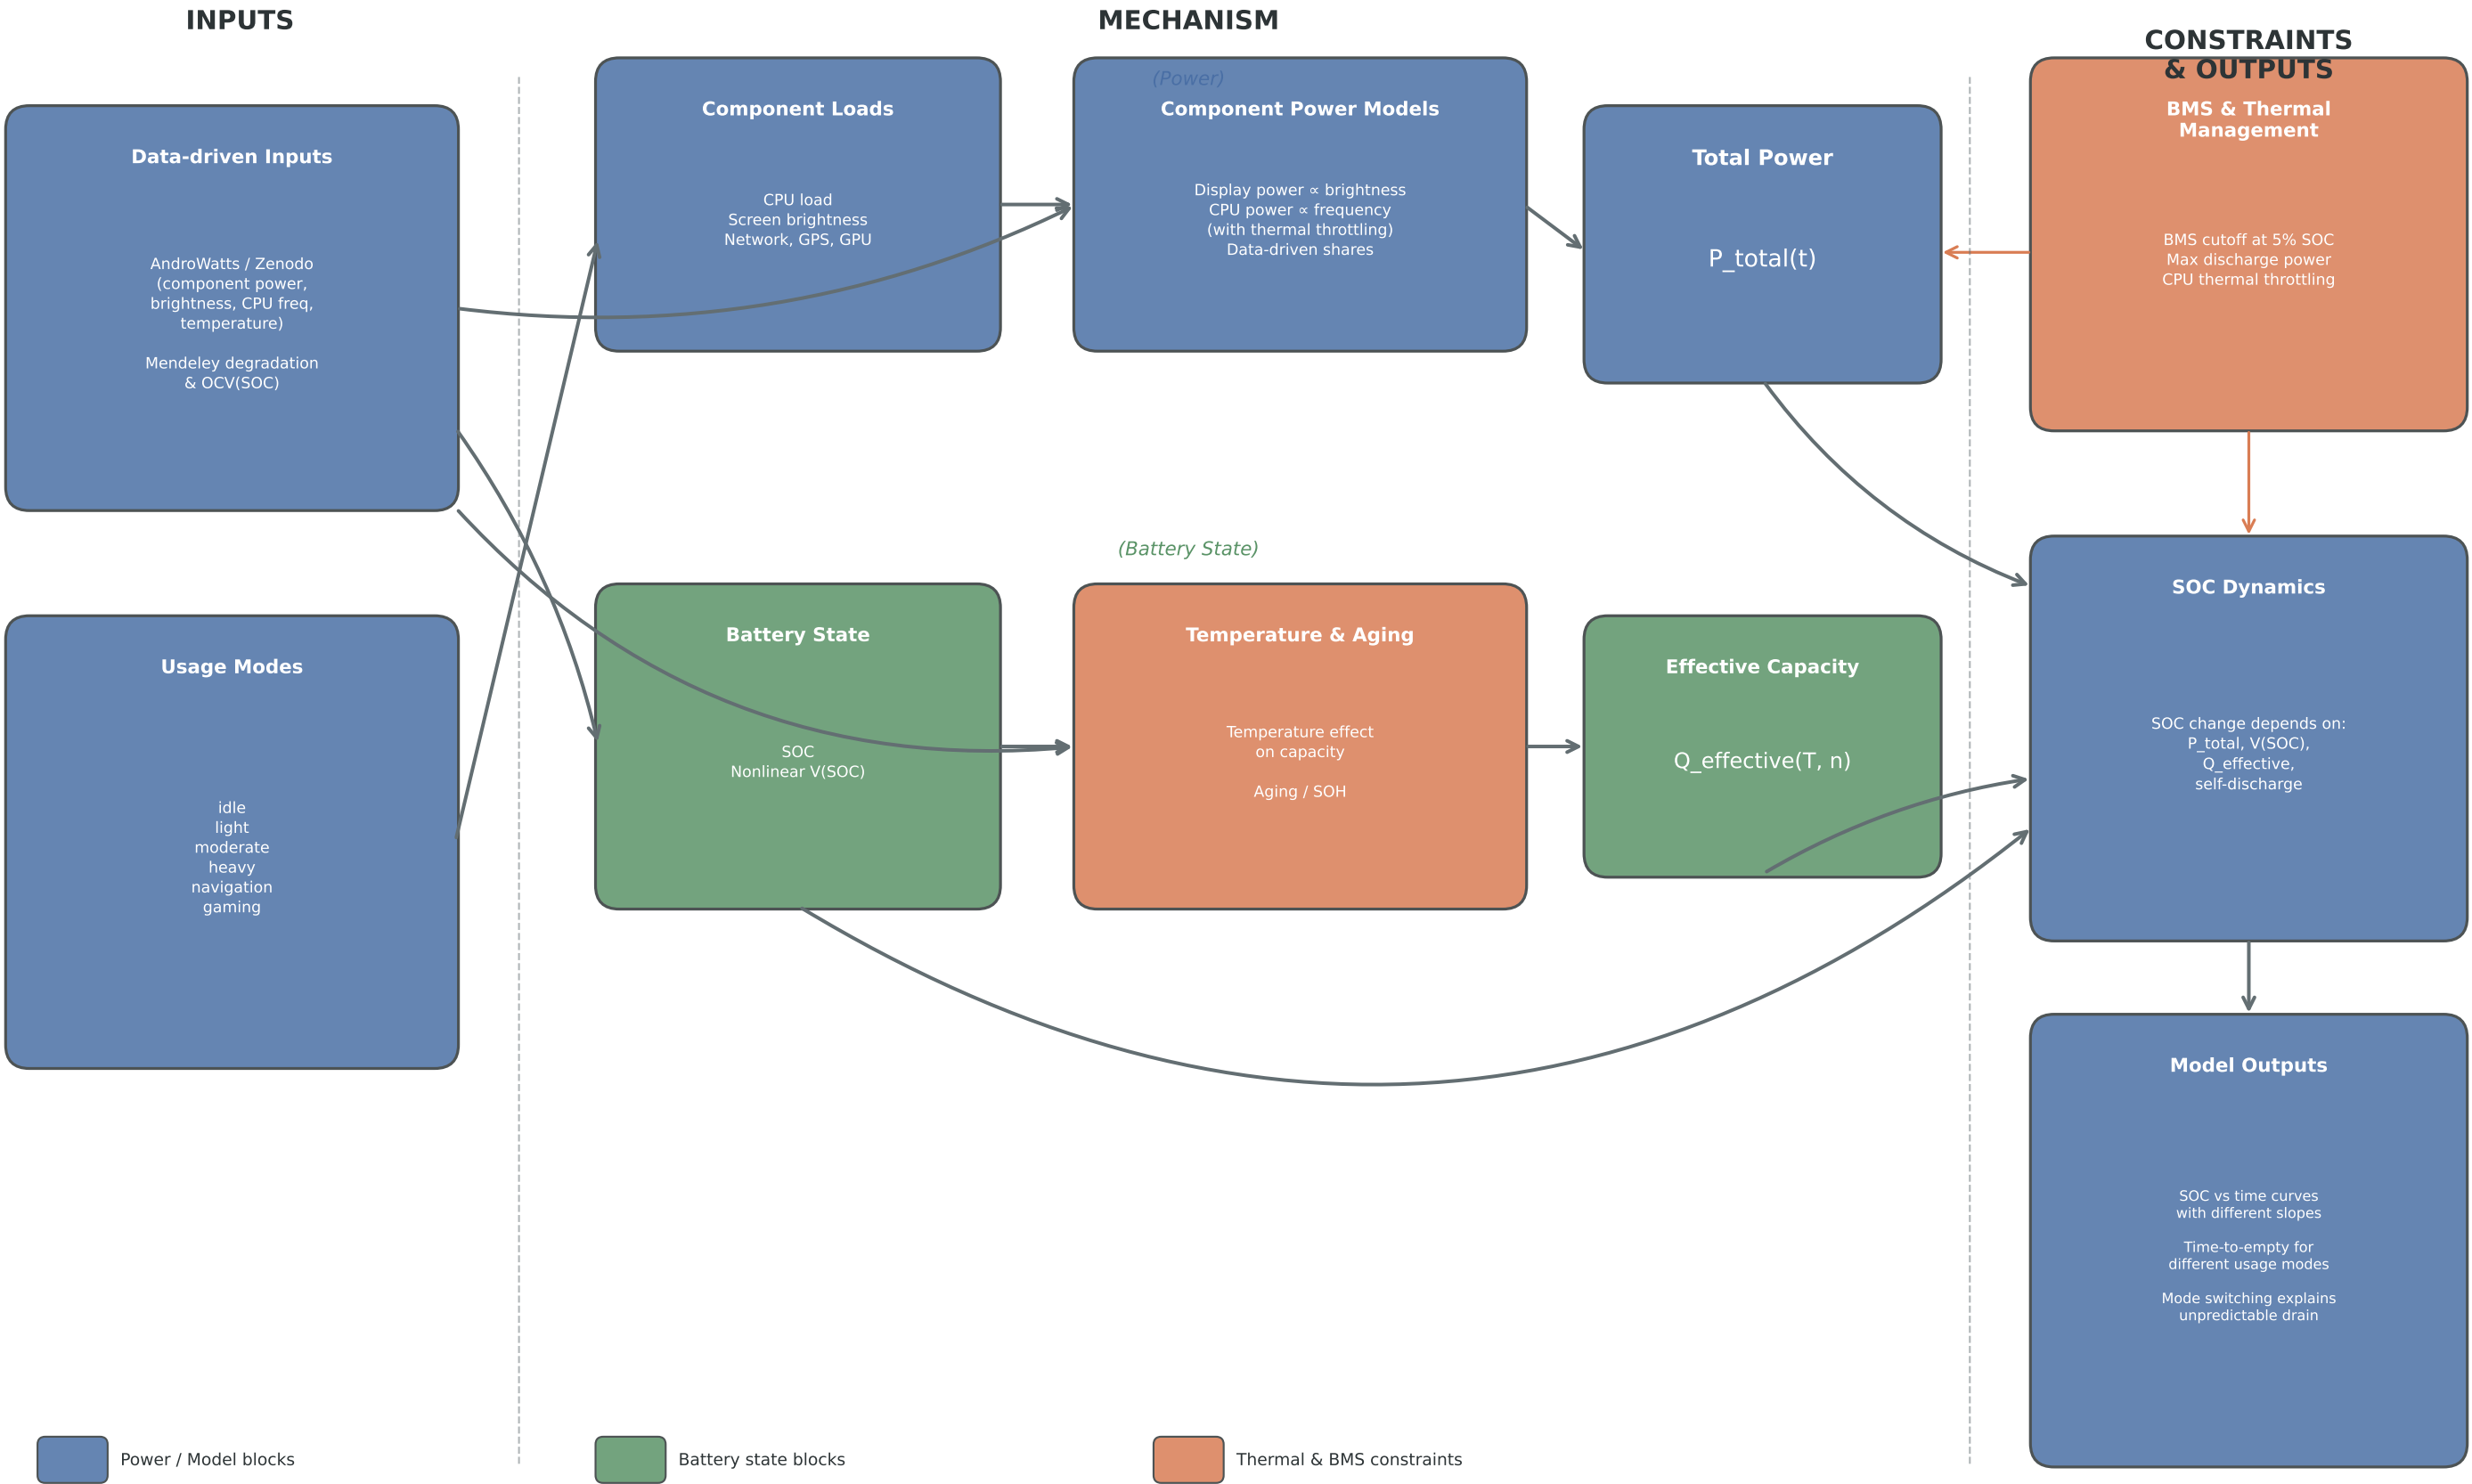 INPUTS
MECHANISM
CONSTRAINTS
& OUTPUTS
Data-driven Inputs
AndroWatts / Zenodo
(component power,
brightness, CPU freq,
temperature)
Mendeley degradation
& OCV(SOC)
Usage Modes
idle
light
moderate
heavy
navigation
gaming
Component Loads
CPU load
Screen brightness
Network, GPS, GPU
(Power)
Component Power Models
Display power ∝ brightness
CPU power ∝ frequency
(with thermal throttling)
Data-driven shares
Total Power
P_total(t)
(Battery State)
Battery State
SOC
Nonlinear V(SOC)
Temperature & Aging
Temperature effect
on capacity
Aging / SOH
Effective Capacity
Q_effective(T, n)
BMS & Thermal
Management
BMS cutoff at 5% SOC
Max discharge power
CPU thermal throttling
SOC Dynamics
SOC change depends on:
P_total, V(SOC),
Q_effective,
self-discharge
Model Outputs
SOC vs time curves
with different slopes
Time-to-empty for
different usage modes
Mode switching explains
unpredictable drain
Power / Model blocks
Battery state blocks
Thermal & BMS constraints